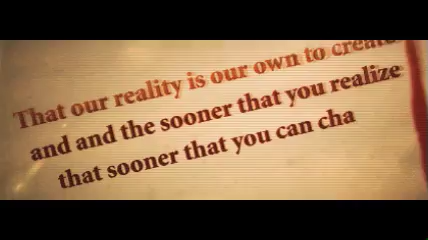 That our reality is our own to create
and and the sooner that you realize
that sooner that you can cha